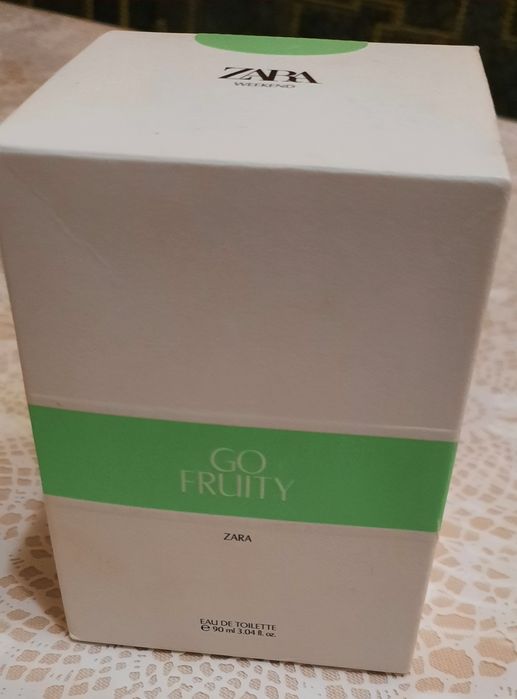 ZARA
WEEKEND
GO
FRUITY
ZARA
EAU DE TOILETTE
℮ 90 ml 3.04 fl. oz.